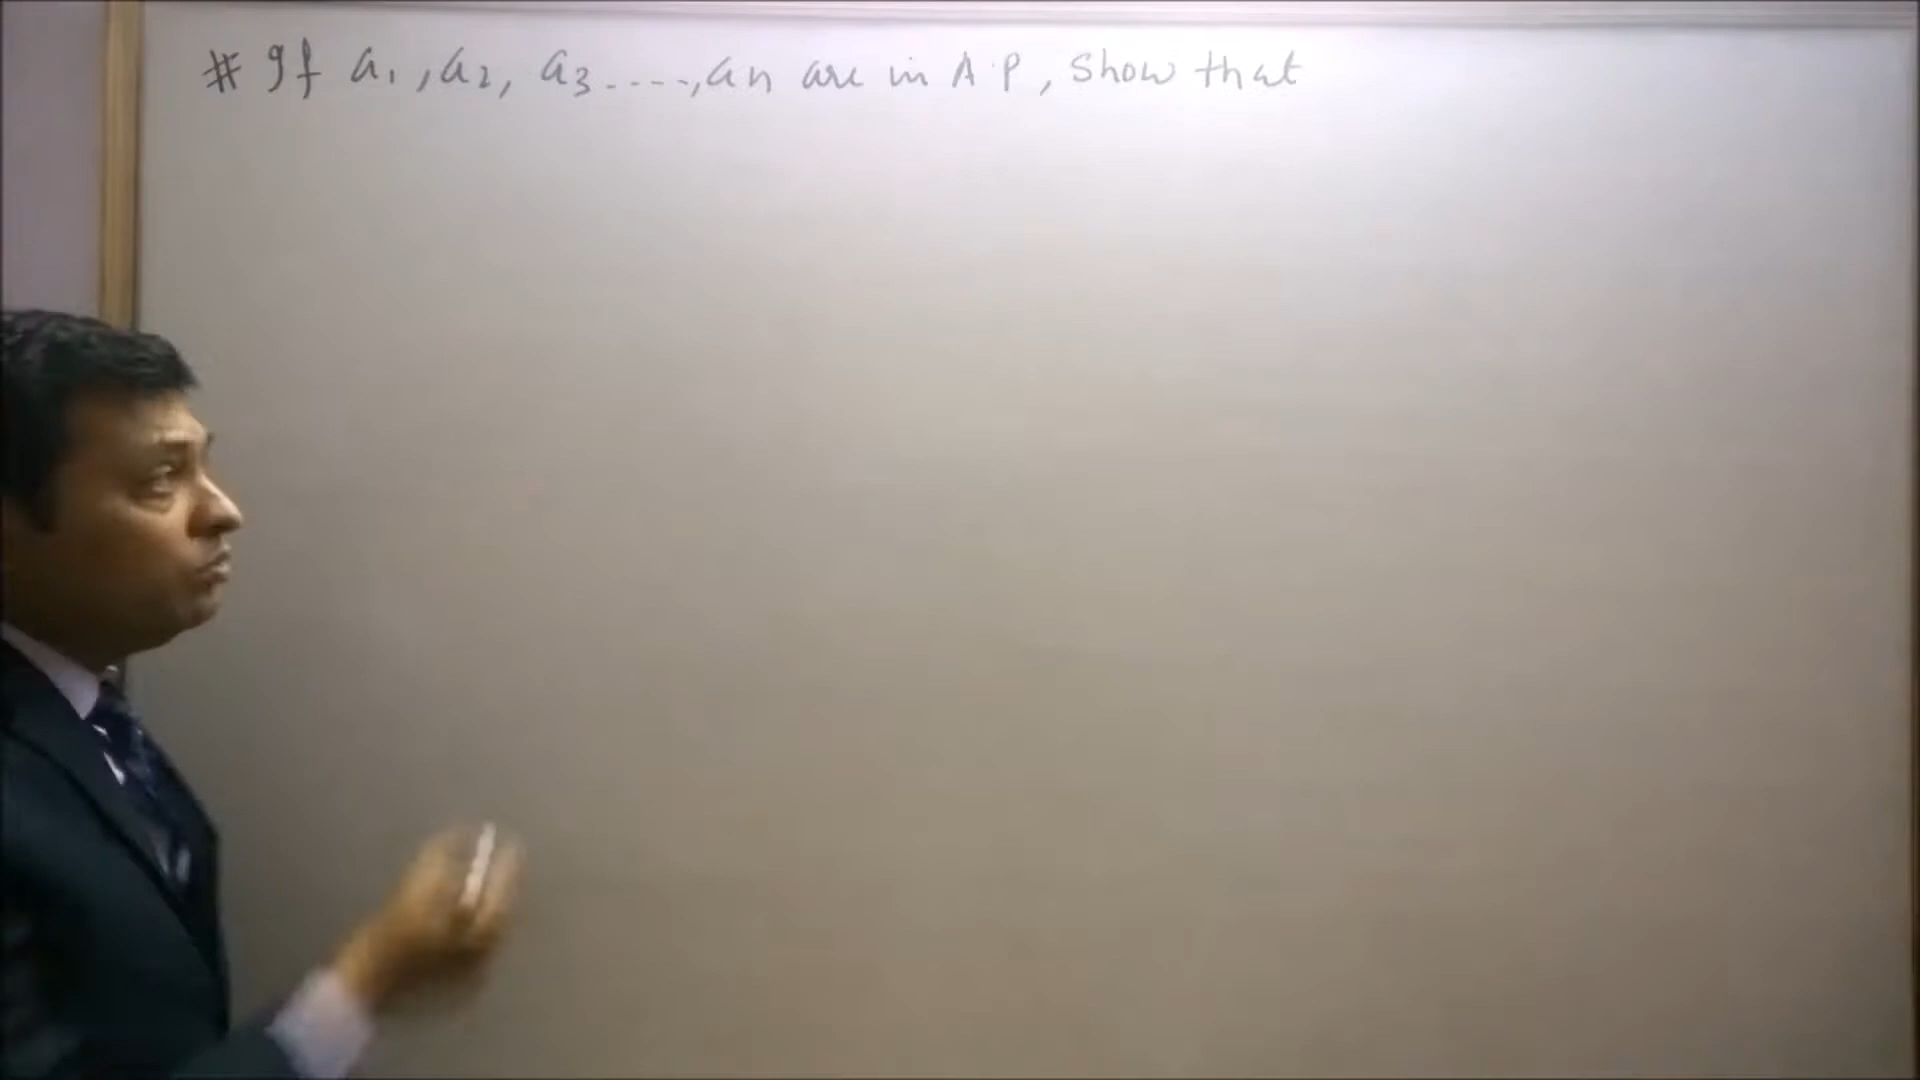 # If a1, a2, a3 ...., an are in A.P, Show that